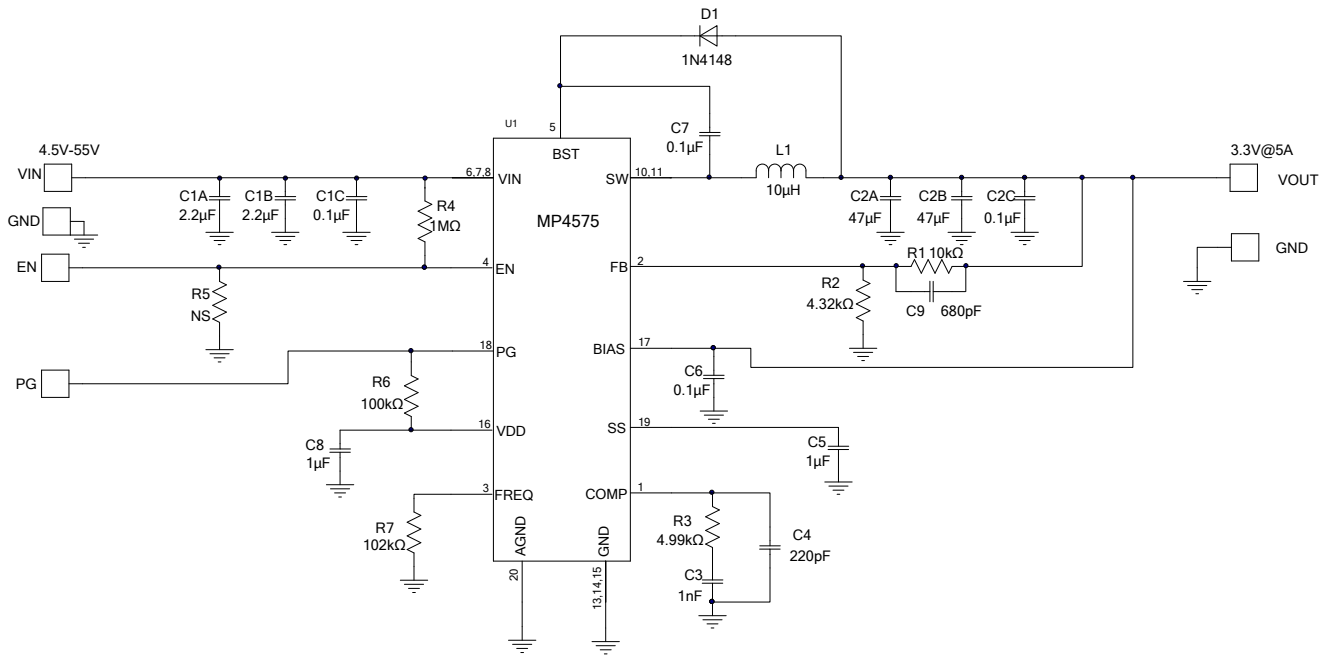 D1
1N4148
U1
5
BST
C7
0.1µF
L1
10µH
4.5V-55V
VIN
GND
EN
PG
C1A
2.2µF
C1B
2.2µF
C1C
0.1µF
R4
1MΩ
R5
NS
R6
100kΩ
C8
1µF
R7
102kΩ
6,7,8
VIN
4
EN
18
PG
16
VDD
3
FREQ
MP4575
SW
10,11
FB
2
BIAS
17
SS
19
COMP
1
AGND
20
GND
13,14,15
C2A
47µF
C2B
47µF
C2C
0.1µF
3.3V@5A
VOUT
GND
R1 10kΩ
R2
4.32kΩ
C9
680pF
C6
0.1µF
C5
1µF
R3
4.99kΩ
C4
220pF
C3
1nF